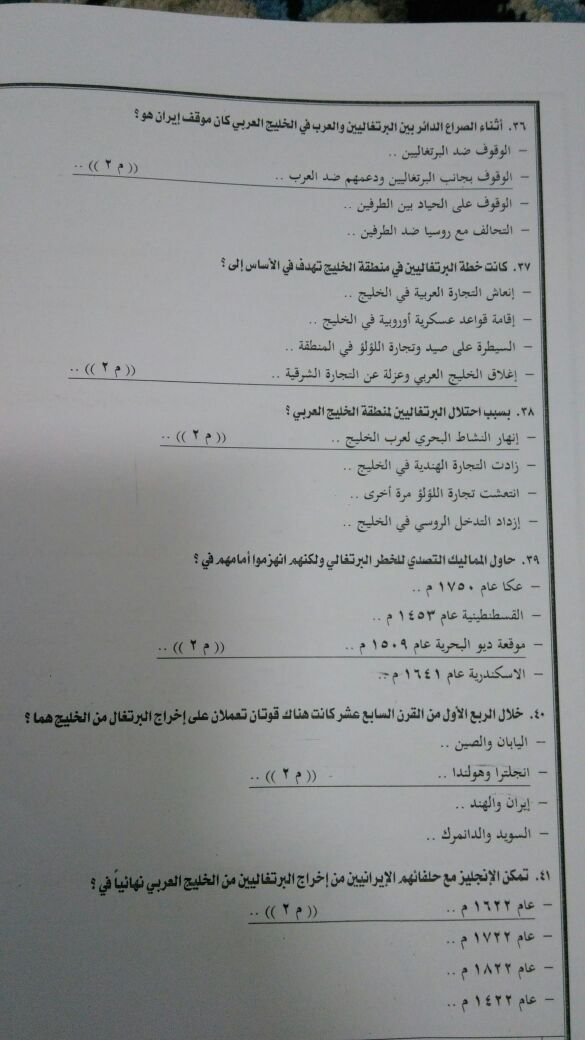 ٣٦. أثناء الصراع الدائر بين البرتغاليين والعرب في الخليج العربي كان موقف إيران هو ؟
– الوقوف ضد البرتغاليين ..
– الوقوف بجانب البرتغاليين ودعمهم ضد العرب .. (( م ٢ )) ..
– الوقوف على الحياد بين الطرفين ..
– التحالف مع روسيا ضد الطرفين ..
٣٧. كانت خطة البرتغاليين في منطقة الخليج تهدف في الأساس إلى ؟
– إنعاش التجارة العربية في الخليج ..
– إقامة قواعد عسكرية أوروبية في الخليج ..
– السيطرة على صيد وتجارة اللؤلؤ في المنطقة ..
– إغلاق الخليج العربي وعزلة عن التجارة الشرقية .. (( م ٢ )) ..
٣٨. بسبب احتلال البرتغاليين لمنطقة الخليج العربي ؟
– إنهار النشاط البحري لعرب الخليج .. (( م ٢ )) ..
– زادت التجارة الهندية في الخليج ..
– انتعشت تجارة اللؤلؤ مرة أخرى ..
– إزداد التدخل الروسي في الخليج ..
٣٩. حاول المماليك التصدي للخطر البرتغالي ولكنهم انهزموا أمامهم في ؟
– عكا عام ١٧٥٠ م ..
– القسطنطينية عام ١٤٥٣ م ..
– موقعة ديو البحرية عام ١٥٠٩ م .. (( م ٢ )) ..
– الاسكندرية عام ١٦٤١ م ..
٤٠. خلال الربع الأول من القرن السابع عشر كانت هناك قوتان تعملان على إخراج البرتغال من الخليج هما ؟
– اليابان والصين ..
– انجلترا وهولندا .. (( م ٢ )) ..
– إيران والهند ..
– السويد والدانمرك ..
٤١. تمكن الإنجليز مع حلفائهم الإيرانيين من إخراج البرتغاليين من الخليج العربي نهائياً في ؟
– عام ١٦٢٢ م .. (( م ٢ )) ..
– عام ١٧٢٢ م ..
– عام ١٨٢٢ م ..
– عام ١٤٢٢ م ..